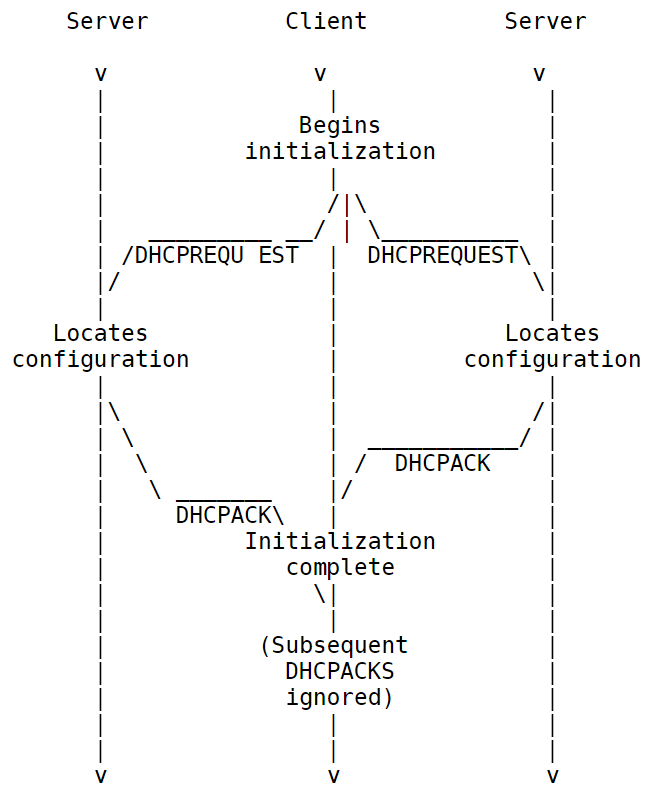 Server Client Server
v v v
Begins
initialization
DHCPREQU EST DHCPREQUEST
Locates Locates
configuration configuration
DHCPACK
DHCPACK
Initialization
complete
(Subsequent
DHCPACKS
ignored)
v v v